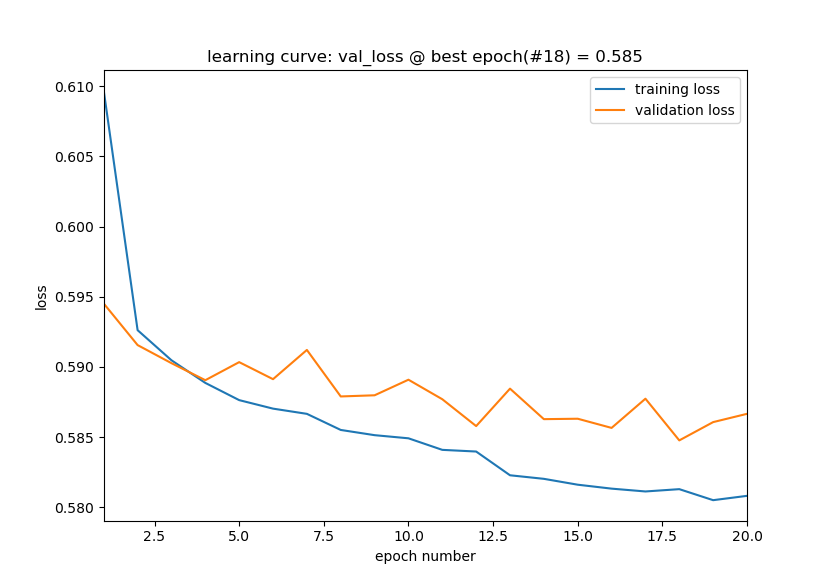 learning curve: val_loss @ best epoch(#18) = 0.585
training loss
validation loss
0.610
0.605
0.600
0.595
0.590
0.585
0.580
loss
2.5 5.0 7.5 10.0 12.5 15.0 17.5 20.0
epoch number